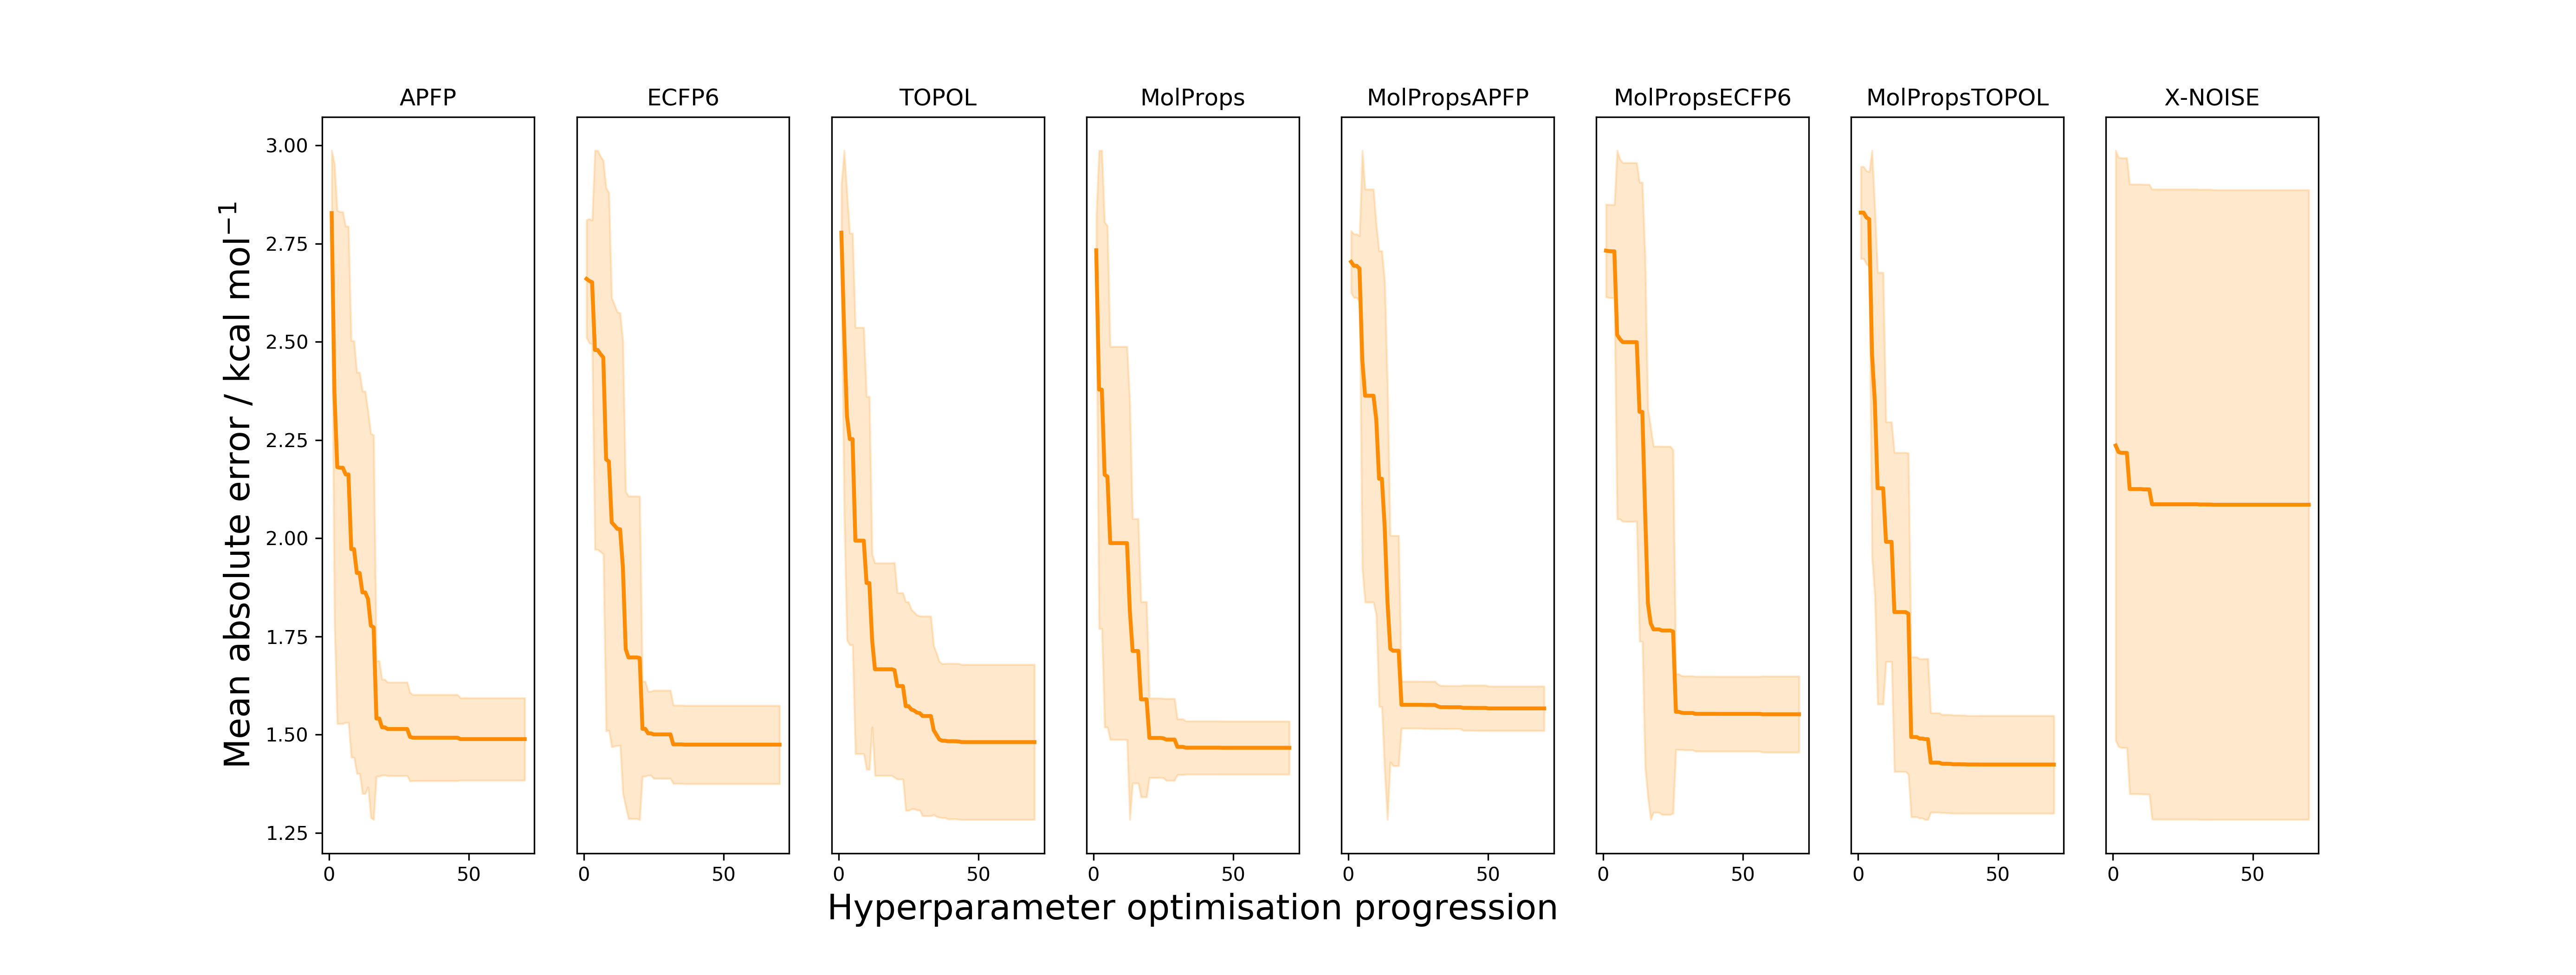 APFP
ECFP6
TOPOL
MolProps
MolPropsAPFP
MolPropsECFP6
MolPropsTOPOL
X-NOISE
Mean absolute error / kcal mol⁻¹
3.00
2.75
2.50
2.25
2.00
1.75
1.50
1.25
0 50
0 50
0 50
0 50
0 50
0 50
0 50
0 50
Hyperparameter optimisation progression